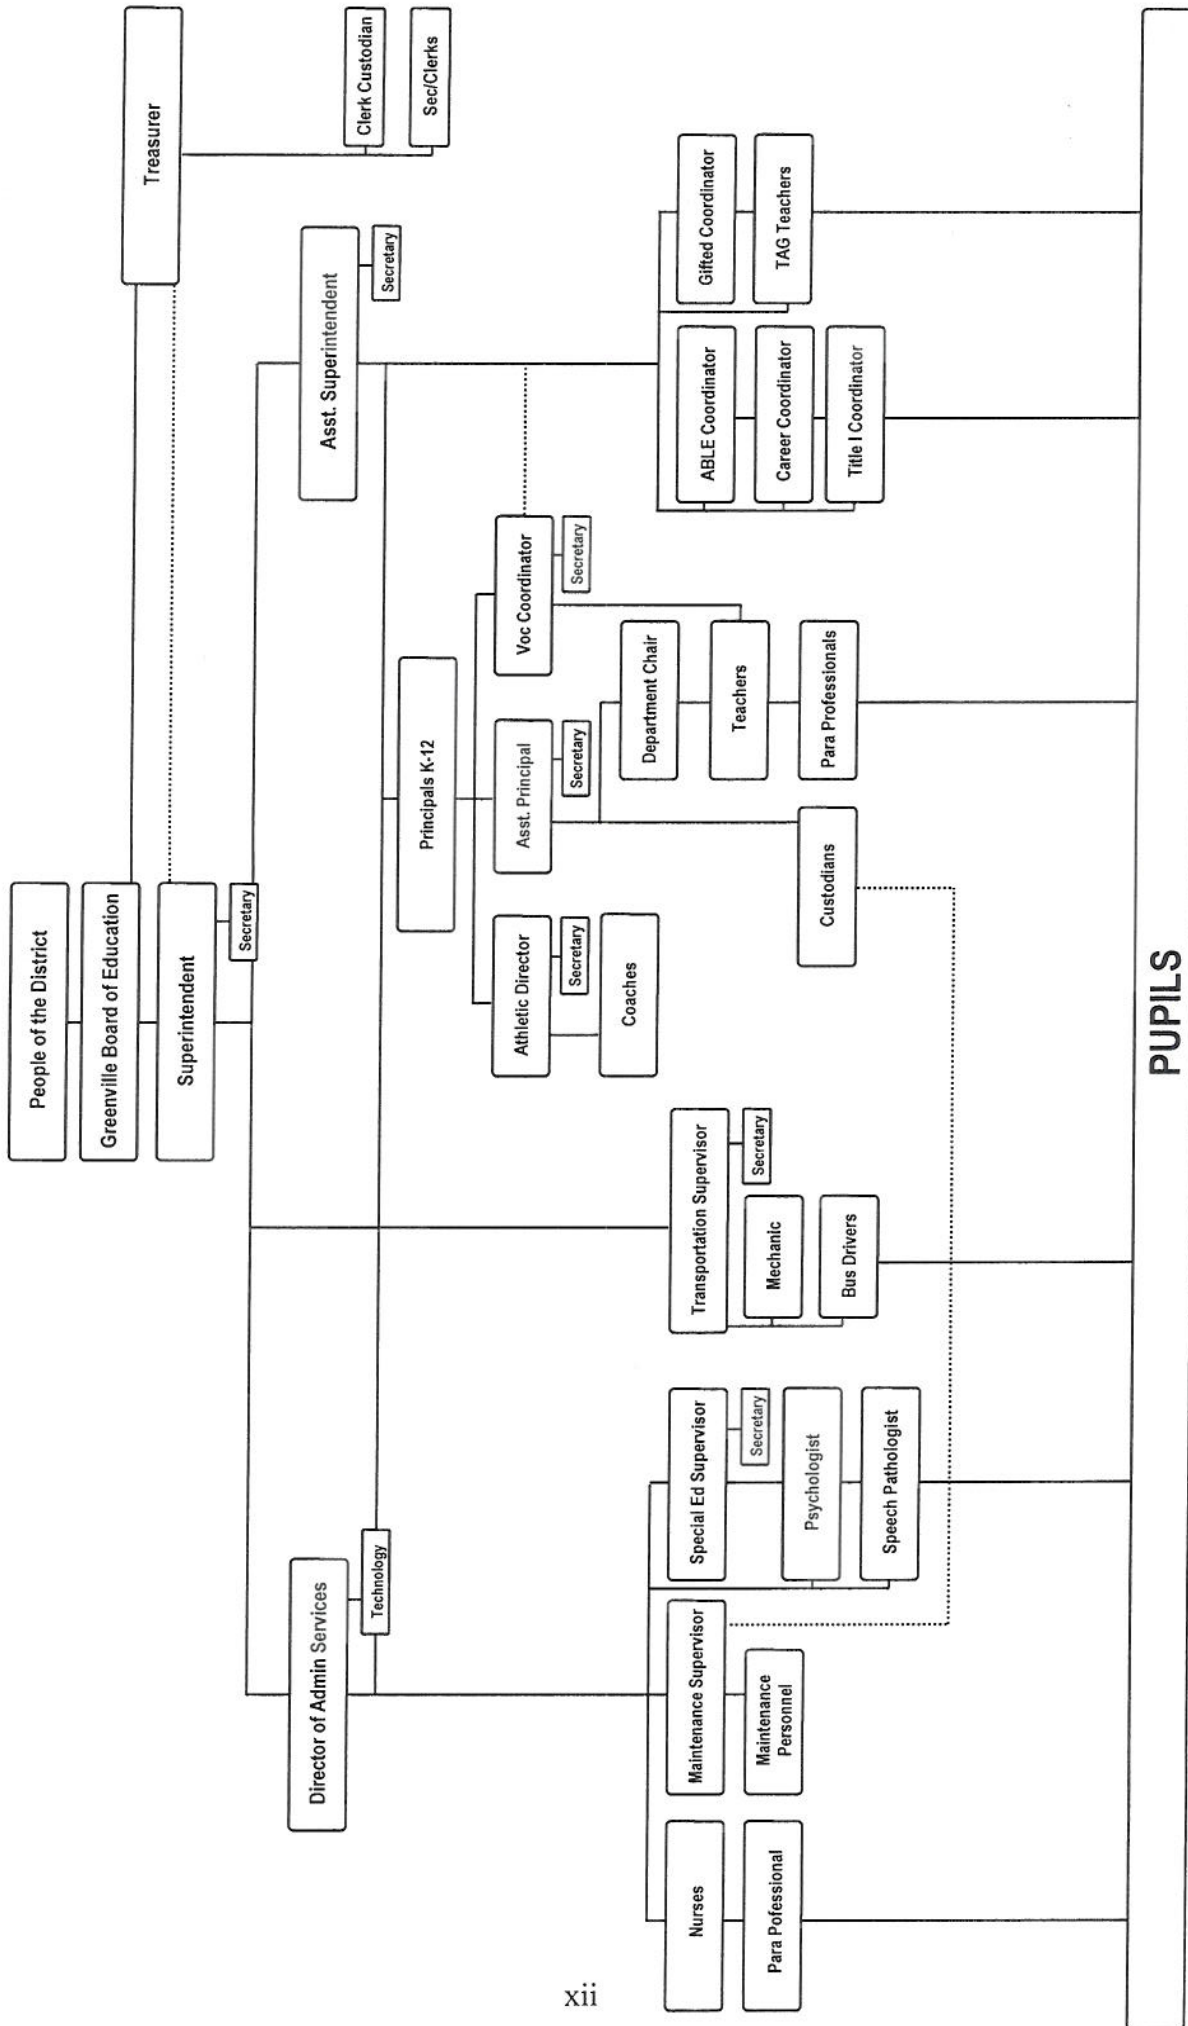 People of the District
Greenville Board of Education
Superintendent
Secretary
Treasurer
Clerk Custodian
Sec/Clerks
Director of Admin Services
Technology
Asst. Superintendent
Secretary
Principals K-12
Athletic Director
Secretary
Coaches
Asst. Principal
Secretary
Voc Coordinator
Secretary
Department Chair
Teachers
Para Professionals
Custodians
Nurses
Para Pofessional
Maintenance Supervisor
Maintenance
Personnel
Special Ed Supervisor
Secretary
Psychologist
Speech Pathologist
Transportation Supervisor
Secretary
Mechanic
Bus Drivers
ABLE Coordinator
Career Coordinator
Title I Coordinator
Gifted Coordinator
TAG Teachers
PUPILS
xii